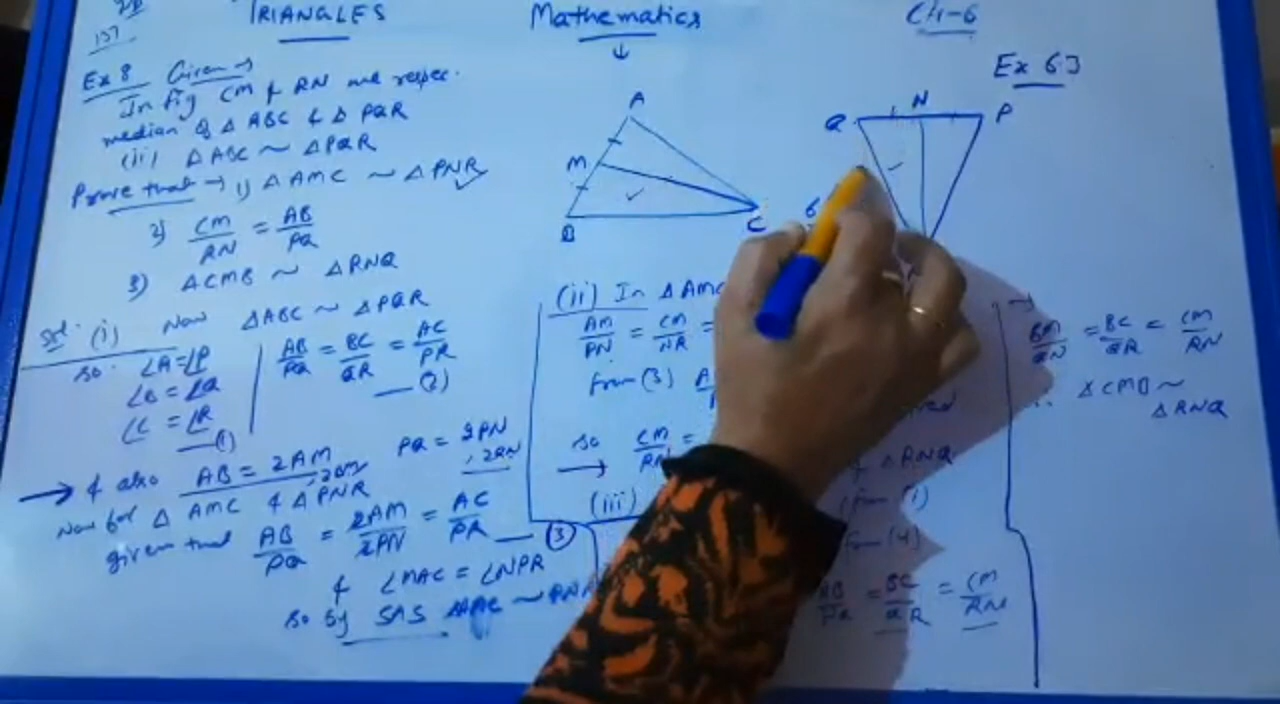 TRIANGLES
Mathematics
Ch-6
Ex 6.3
157
Ex 8 Given →
In fig CM & RN are respec.
median of Δ ABC & Δ PQR
(ii) Δ ABC ~ Δ PQR
Prove that → 1) Δ AMC ~ Δ PNR
2) CM/RN = AB/PQ
3) Δ CMB ~ Δ RNQ
Sol: (i) Now Δ ABC ~ Δ PQR
so ∠A = ∠P
∠B = ∠Q
∠C = ∠R
— (1)
AB/PQ = BC/QR = AC/PR
— (2)
→ & also AB = 2AM, 2BM PQ = 2PN, 2QN
Now for Δ AMC & Δ PNR
given that AB/PQ = 2AM/2PN = AC/PR — (3)
& ∠MAC = ∠NPR
so by SAS AMC ~ PNR
A
M
B
C
Q
N
P
6
(ii) In Δ AMC
AM/PN = CM/NR =
from (3) A
so CM/RN =
→
(iii)
& Δ RNQ
(from (1)
from (4)
AB/PQ = BC/QR = CM/RN
→
BM/QN = BC/QR = CM/RN
∴ Δ CMB ~
Δ RNQ